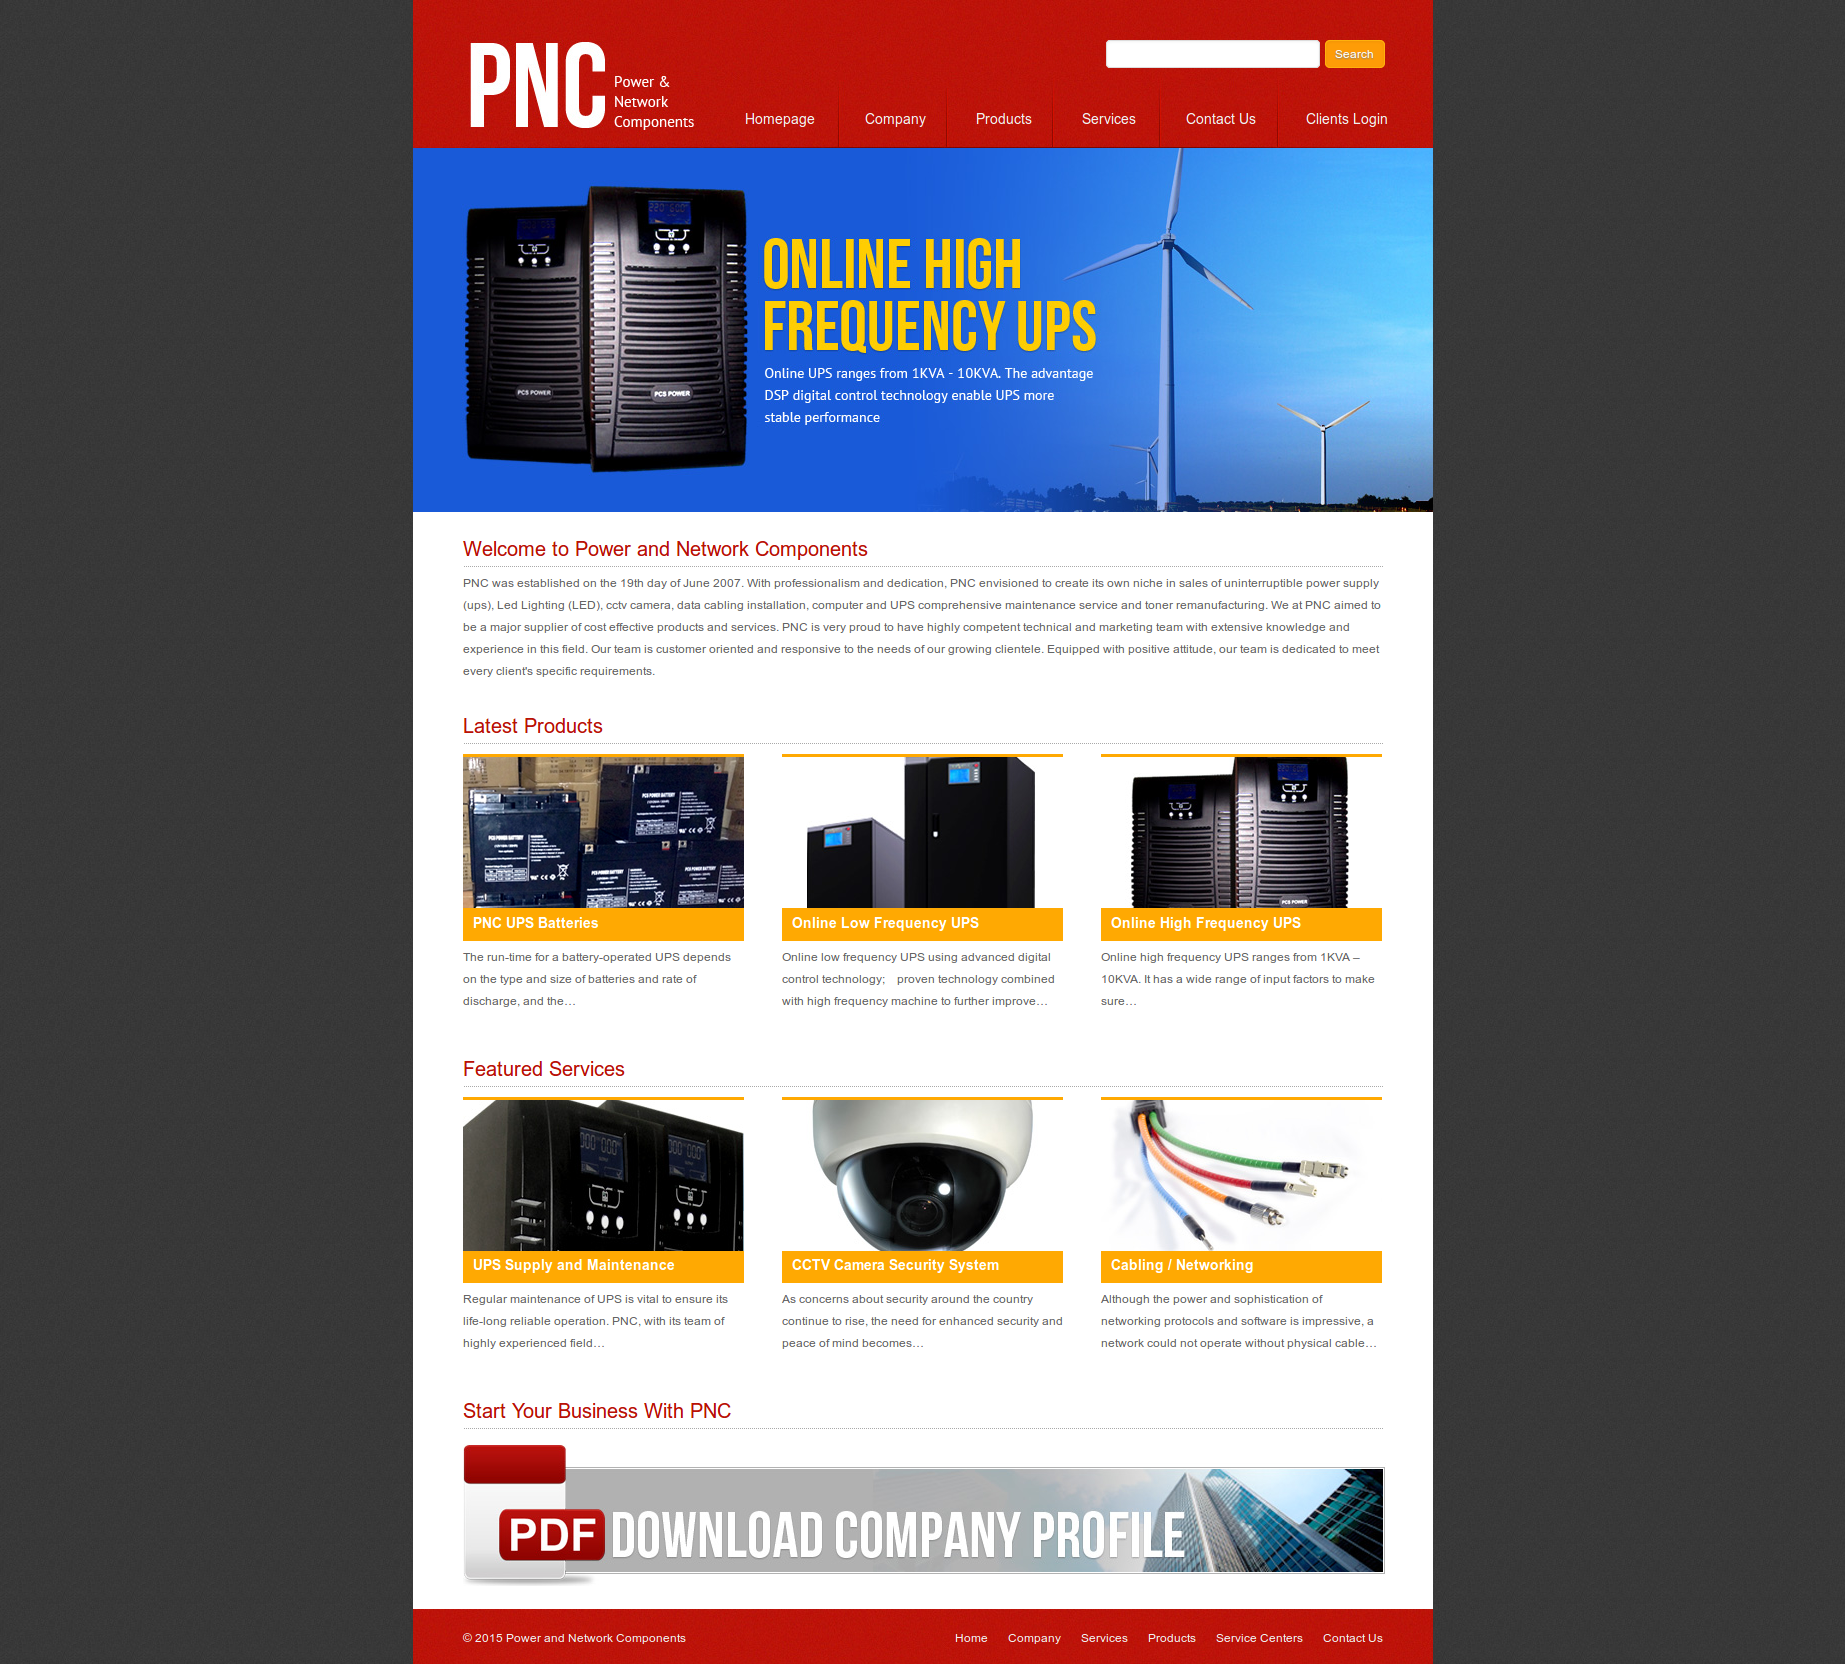 PNC
Power &
Network
Components
Search
Homepage
Company
Products
Services
Contact Us
Clients Login
ONLINE HIGH
FREQUENCY UPS
Online UPS ranges from 1KVA - 10KVA. The advantage
DSP digital control technology enable UPS more
stable performance
PCS POWER
PCS POWER
Welcome to Power and Network Components
PNC was established on the 19th day of June 2007. With professionalism and dedication, PNC envisioned to create its own niche in sales of uninterruptible power supply
(ups), Led Lighting (LED), cctv camera, data cabling installation, computer and UPS comprehensive maintenance service and toner remanufacturing. We at PNC aimed to
be a major supplier of cost effective products and services. PNC is very proud to have highly competent technical and marketing team with extensive knowledge and
experience in this field. Our team is customer oriented and responsive to the needs of our growing clientele. Equipped with positive attitude, our team is dedicated to meet
every client's specific requirements.
Latest Products
PCS POWER BATTERY
PCS POWER BATTERY
PCS POWER BATTERY
PCS POWER BATTERY
PCS POWER
PNC UPS Batteries
Online Low Frequency UPS
Online High Frequency UPS
The run-time for a battery-operated UPS depends
on the type and size of batteries and rate of
discharge, and the…
Online low frequency UPS using advanced digital
control technology; proven technology combined
with high frequency machine to further improve…
Online high frequency UPS ranges from 1KVA –
10KVA. It has a wide range of input factors to make
sure…
Featured Services
UPS Supply and Maintenance
CCTV Camera Security System
Cabling / Networking
Regular maintenance of UPS is vital to ensure its
life-long reliable operation. PNC, with its team of
highly experienced field…
As concerns about security around the country
continue to rise, the need for enhanced security and
peace of mind becomes…
Although the power and sophistication of
networking protocols and software is impressive, a
network could not operate without physical cable…
Start Your Business With PNC
PDF
DOWNLOAD COMPANY PROFILE
© 2015 Power and Network Components
Home
Company
Services
Products
Service Centers
Contact Us